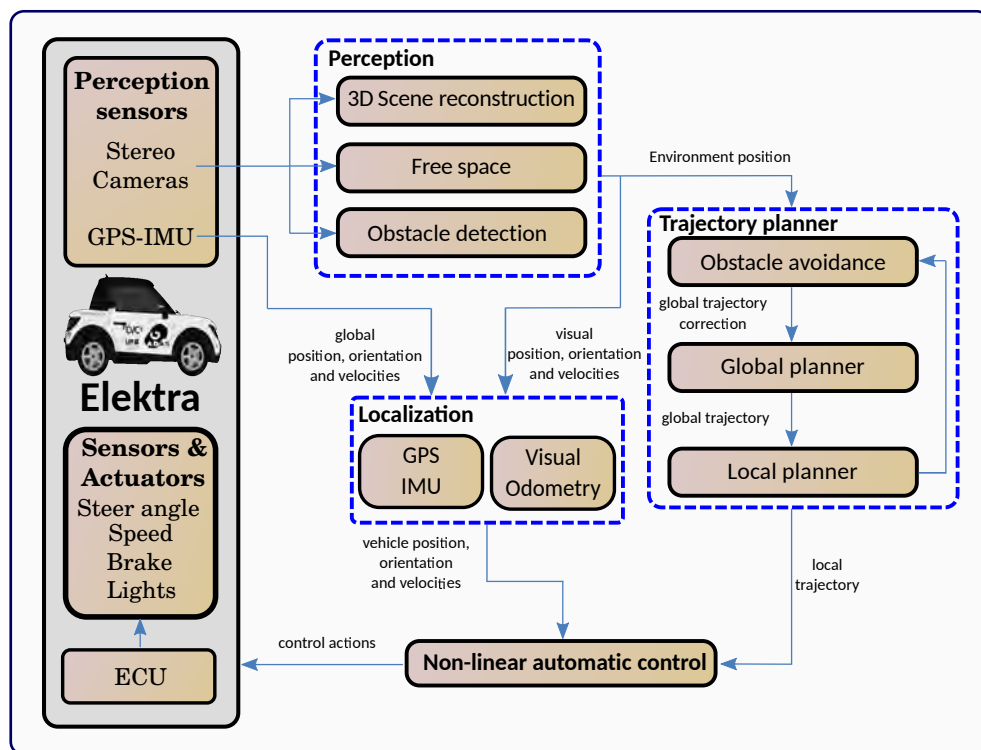 Perception
sensors
Stereo
Cameras
GPS-IMU
Elektra
Sensors &
Actuators
Steer angle
Speed
Brake
Lights
ECU
Perception
3D Scene reconstruction
Free space
Obstacle detection
Environment position
Trajectory planner
Obstacle avoidance
global trajectory
correction
Global planner
global trajectory
Local planner
global
position, orientation
and velocities
visual
position, orientation
and velocities
Localization
GPS
IMU
Visual
Odometry
vehicle position,
orientation
and velocities
local
trajectory
control actions
Non-linear automatic control